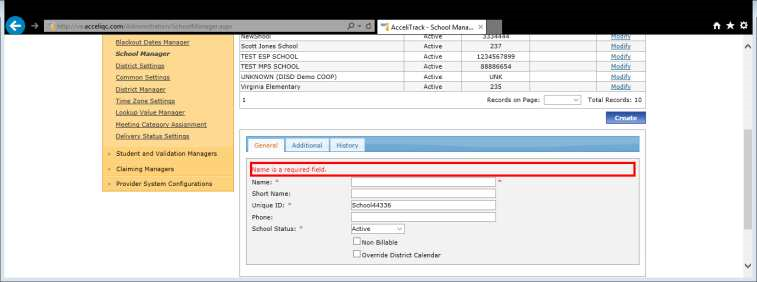 http://ve.acceliqc.com/Administration/SchoolManager.aspx
AcceliTrack - School Mana...
Blackout Dates Manager
School Manager
District Settings
Common Settings
District Manager
Time Zone Settings
Lookup Value Manager
Meeting Category Assignment
Delivery Status Settings
Student and Validation Managers
Claiming Managers
Provider System Configurations
NewShool Active 3334444 Modify
Scott Jones School Active 237 Modify
TEST ESP SCHOOL Active 1234567899 Modify
TEST MPS SCHOOL Active 88886654 Modify
UNKNOWN (DISD Demo COOP) Active UNK Modify
Virginia Elementary Active 235 Modify
1 Records on Page: Total Records: 10
Create
General Additional History
Name is a required field.
Name: * *
Short Name:
Unique ID: * School44336
Phone:
School Status: * Active
Non Billable
Override District Calendar